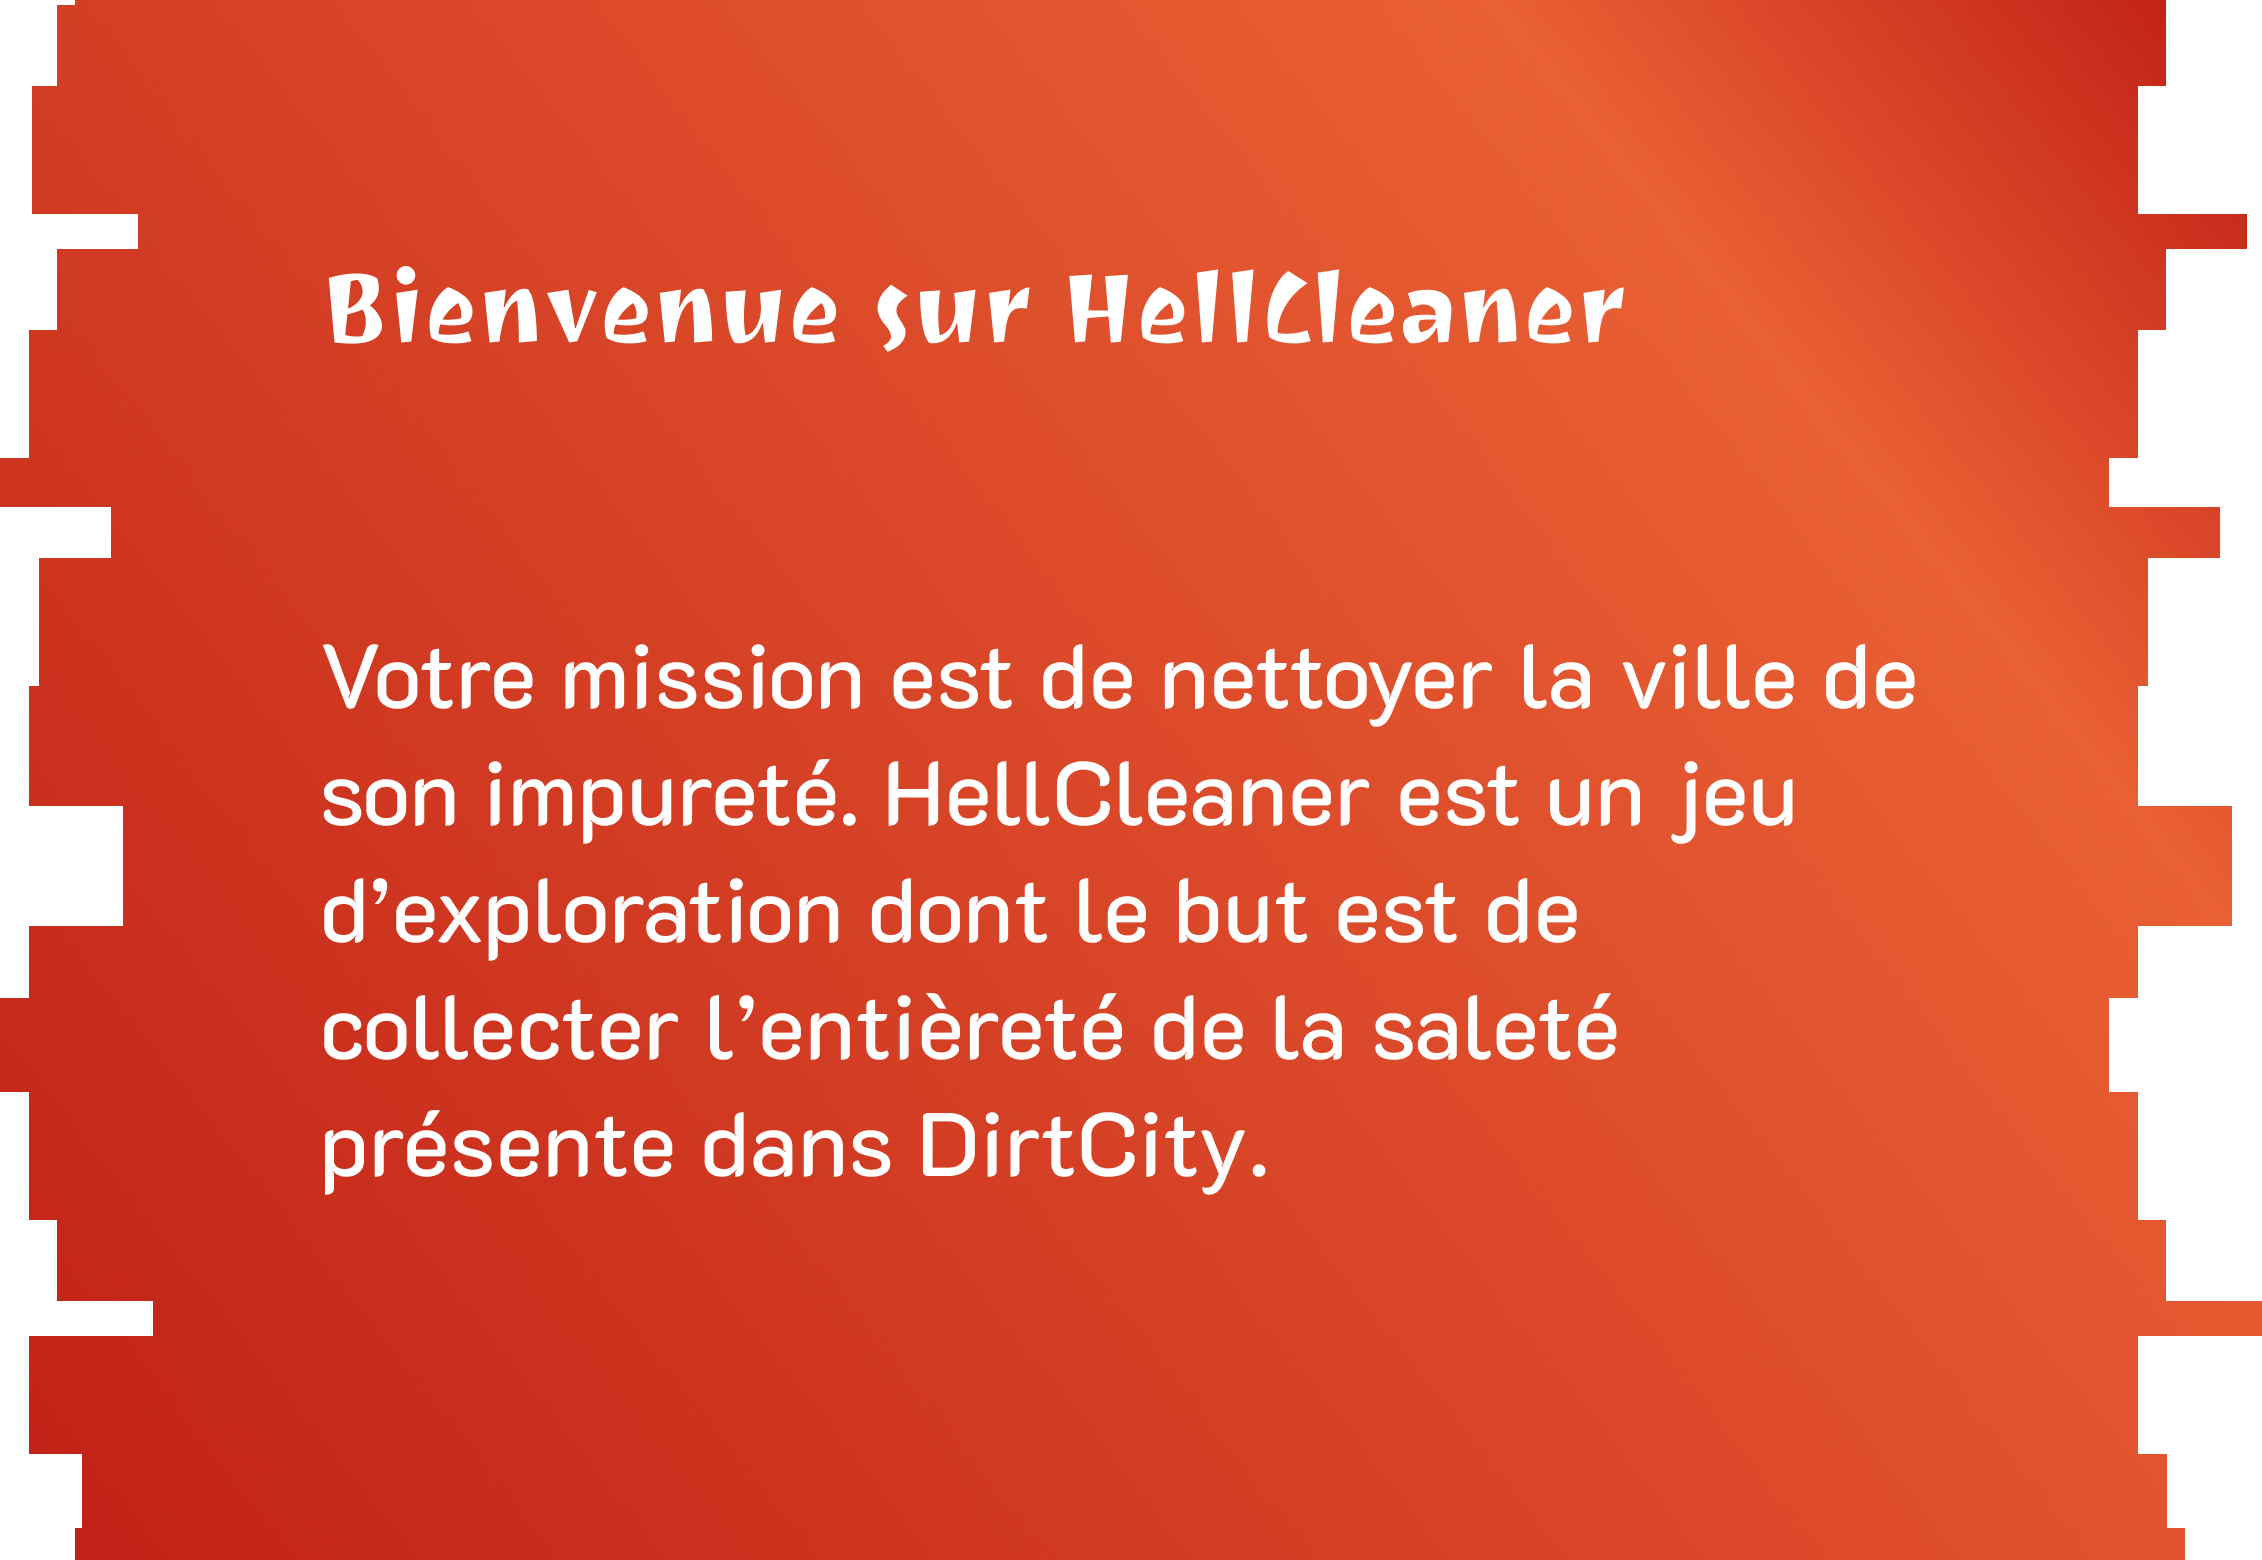 Bienvenue sur HellCleaner
Votre mission est de nettoyer la ville de
son impureté. HellCleaner est un jeu
d’exploration dont le but est de
collecter l’entièreté de la saleté
présente dans DirtCity.